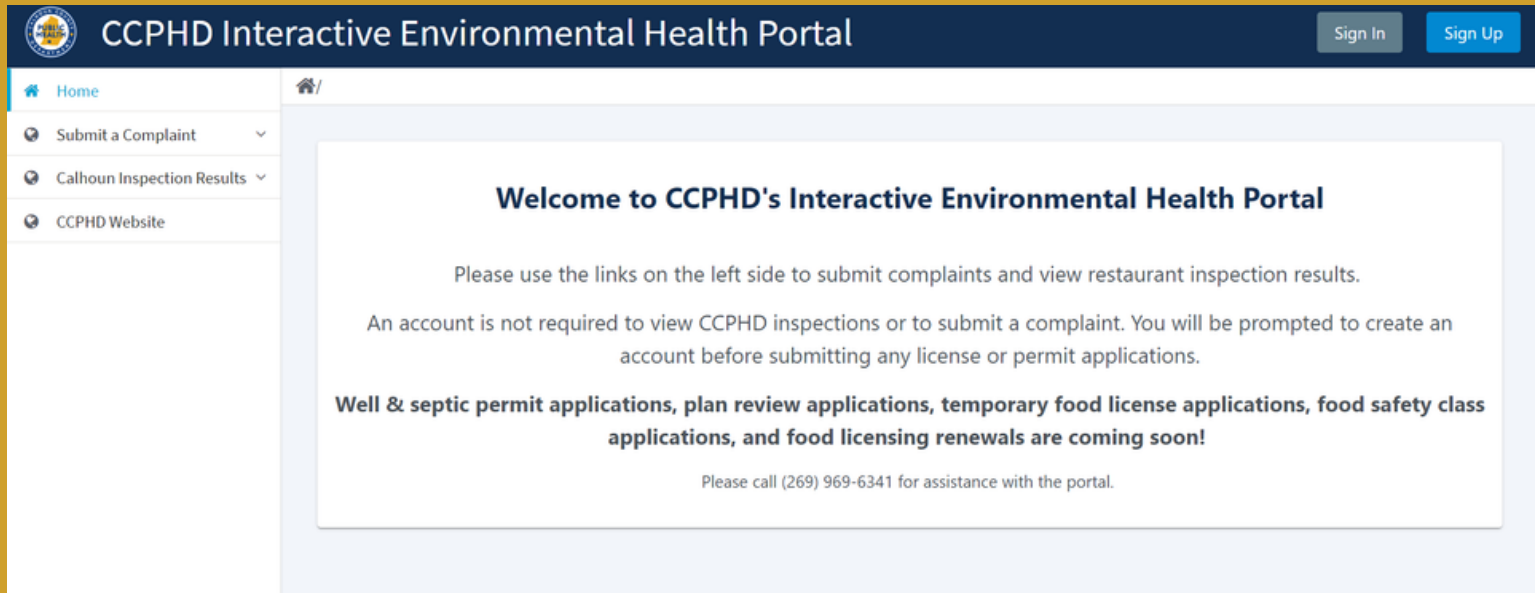 CCPHD Interactive Environmental Health Portal
Sign In
Sign Up
Home
Submit a Complaint
Calhoun Inspection Results
CCPHD Website
/
Welcome to CCPHD's Interactive Environmental Health Portal
Please use the links on the left side to submit complaints and view restaurant inspection results.
An account is not required to view CCPHD inspections or to submit a complaint. You will be prompted to create an
account before submitting any license or permit applications.
Well & septic permit applications, plan review applications, temporary food license applications, food safety class
applications, and food licensing renewals are coming soon!
Please call (269) 969-6341 for assistance with the portal.